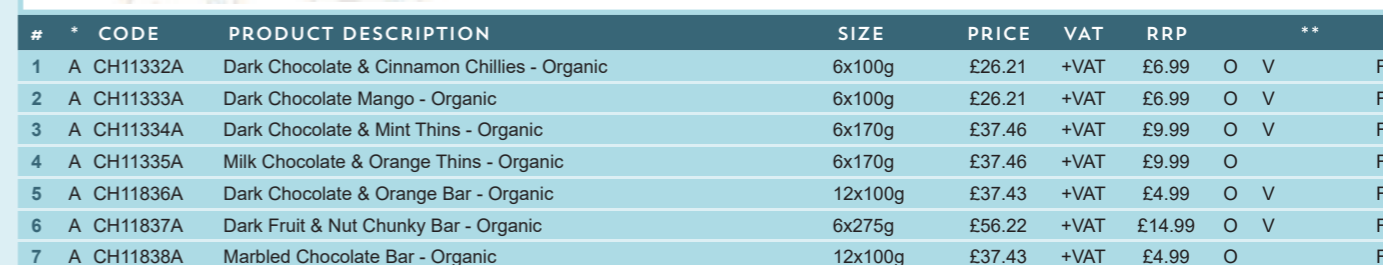 # * CODE PRODUCT DESCRIPTION SIZE PRICE VAT RRP **
1 A CH11332A Dark Chocolate & Cinnamon Chillies - Organic 6x100g £26.21 +VAT £6.99 O V F
2 A CH11333A Dark Chocolate Mango - Organic 6x100g £26.21 +VAT £6.99 O V F
3 A CH11334A Dark Chocolate & Mint Thins - Organic 6x170g £37.46 +VAT £9.99 O V F
4 A CH11335A Milk Chocolate & Orange Thins - Organic 6x170g £37.46 +VAT £9.99 O F
5 A CH11836A Dark Chocolate & Orange Bar - Organic 12x100g £37.43 +VAT £4.99 O V F
6 A CH11837A Dark Fruit & Nut Chunky Bar - Organic 6x275g £56.22 +VAT £14.99 O V F
7 A CH11838A Marbled Chocolate Bar - Organic 12x100g £37.43 +VAT £4.99 O F